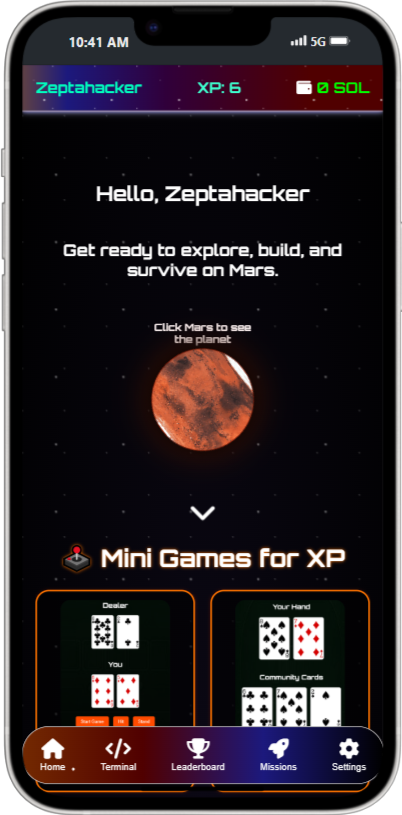 10:41 AM
5G
Zeptahacker
XP: 6
0 SOL
Hello, Zeptahacker
Get ready to explore, build, and
survive on Mars.
Click Mars to see
the planet
Mini Games for XP
Dealer
You
Start Game
Hit
Stand
Your Hand
Community Cards
Home
Terminal
Leaderboard
Missions
Settings